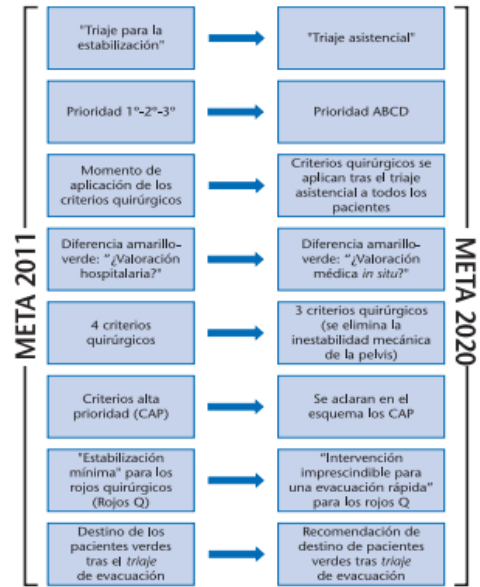 META 2011
META 2020
"Triaje para la
estabilización"
"Triaje asistencial"
Prioridad 1º-2º-3º
Prioridad ABCD
Momento de
aplicación de los
criterios quirúrgicos
Criterios quirúrgicos se
aplican tras el triaje
asistencial a todos los
pacientes
Diferencia amarillo-
verde: "¿Valoración
hospitalaria?"
Diferencia amarillo-
verde: "¿Valoración
médica in situ?"
4 criterios
quirúrgicos
3 criterios quirúrgicos
(se elimina la
inestabilidad mecánica
de la pelvis)
Criterios alta
prioridad (CAP)
Se aclaran en el
esquema los CAP
"Estabilización
mínima" para los
rojos quirúrgicos
(Rojos Q)
"Intervención
imprescindible para
una evacuación rápida"
para los rojos Q
Destino de los
pacientes verdes
tras el triaje
de evacuación
Recomendación de
destino de pacientes
verdes tras triaje
de evacuación